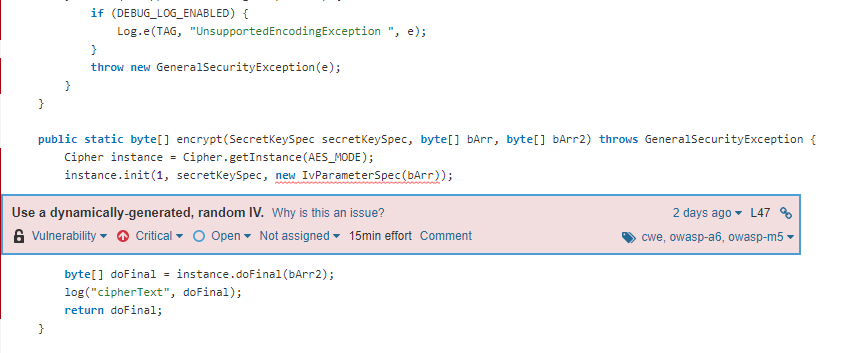 if (DEBUG_LOG_ENABLED) {
Log.e(TAG, "UnsupportedEncodingException ", e);
}
throw new GeneralSecurityException(e);
}
}
public static byte[] encrypt(SecretKeySpec secretKeySpec, byte[] bArr, byte[] bArr2) throws GeneralSecurityException {
Cipher instance = Cipher.getInstance(AES_MODE);
instance.init(1, secretKeySpec, new IvParameterSpec(bArr));
Use a dynamically-generated, random IV. Why is this an issue? 2 days ago L47
Vulnerability Critical Open Not assigned 15min effort Comment cwe, owasp-a6, owasp-m5
byte[] doFinal = instance.doFinal(bArr2);
log("cipherText", doFinal);
return doFinal;
}